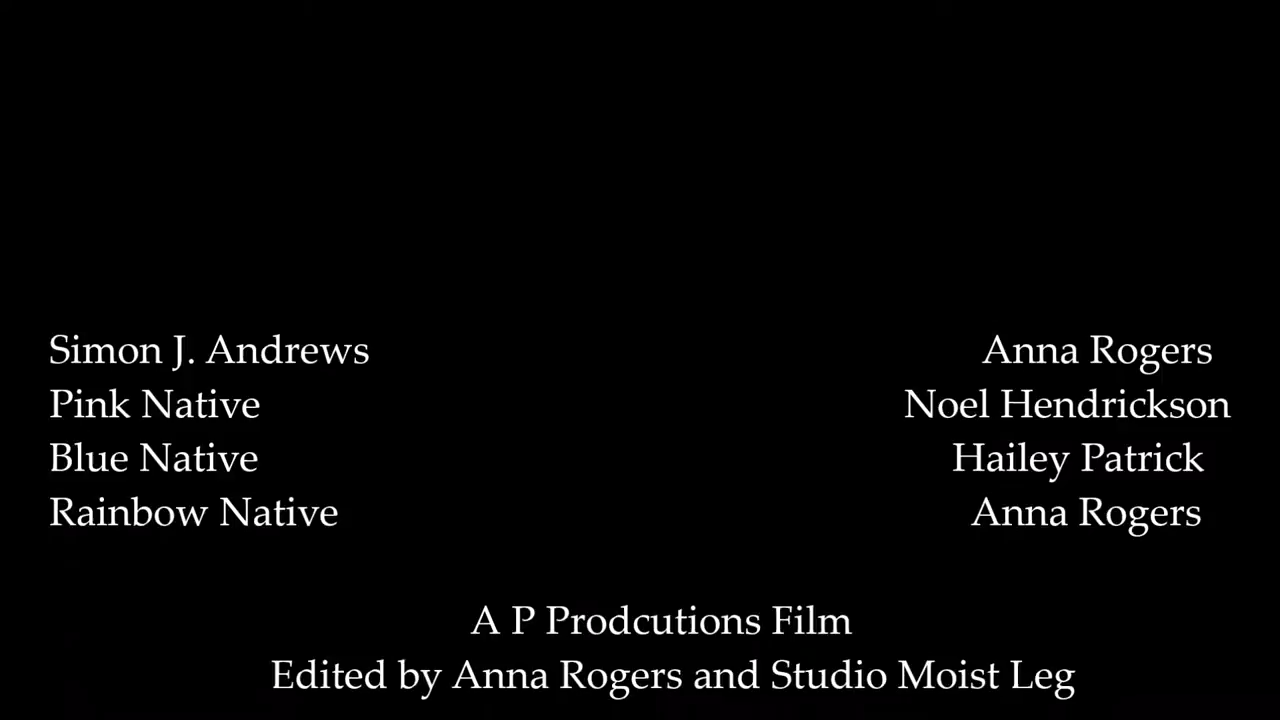 Simon J. Andrews Anna Rogers
Pink Native Noel Hendrickson
Blue Native Hailey Patrick
Rainbow Native Anna Rogers
A P Prodcutions Film
Edited by Anna Rogers and Studio Moist Leg